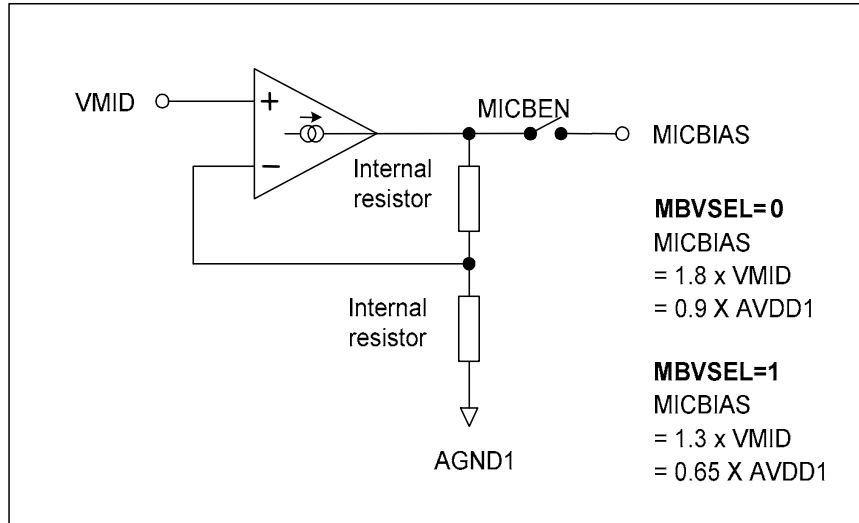 VMID
+
−
MICBEN
MICBIAS
Internal
resistor
Internal
resistor
AGND1
MBVSEL=0
MICBIAS
= 1.8 x VMID
= 0.9 X AVDD1
MBVSEL=1
MICBIAS
= 1.3 x VMID
= 0.65 X AVDD1